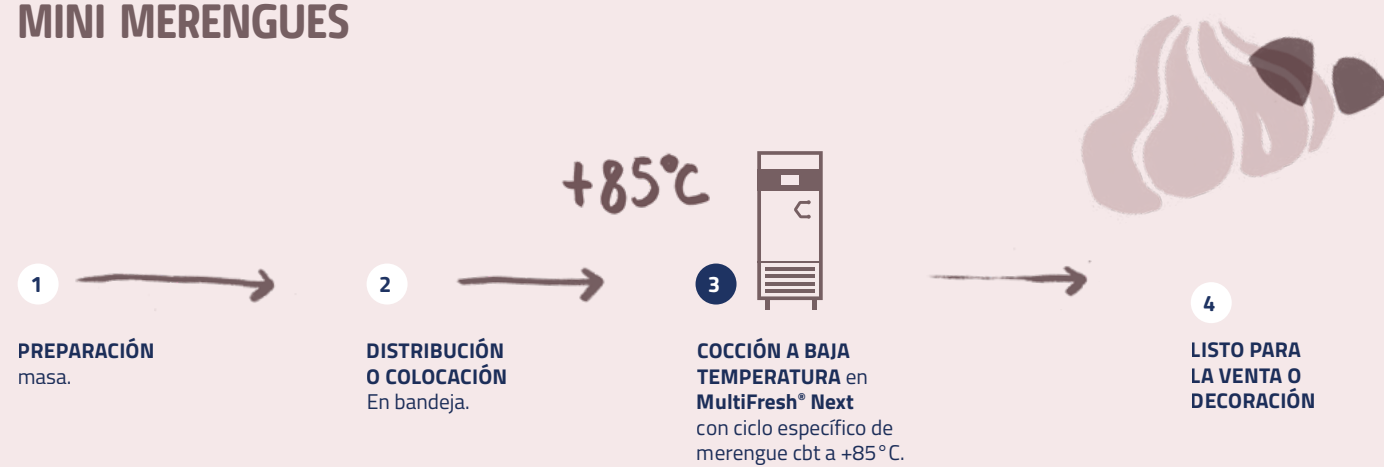 MINI MERENGUES
+85°C
1
PREPARACIÓN
masa.
2
DISTRIBUCIÓN
O COLOCACIÓN
En bandeja.
3
COCCIÓN A BAJA
TEMPERATURA en
MultiFresh® Next
con ciclo específico de
merengue cbt a +85°C.
4
LISTO PARA
LA VENTA O
DECORACIÓN